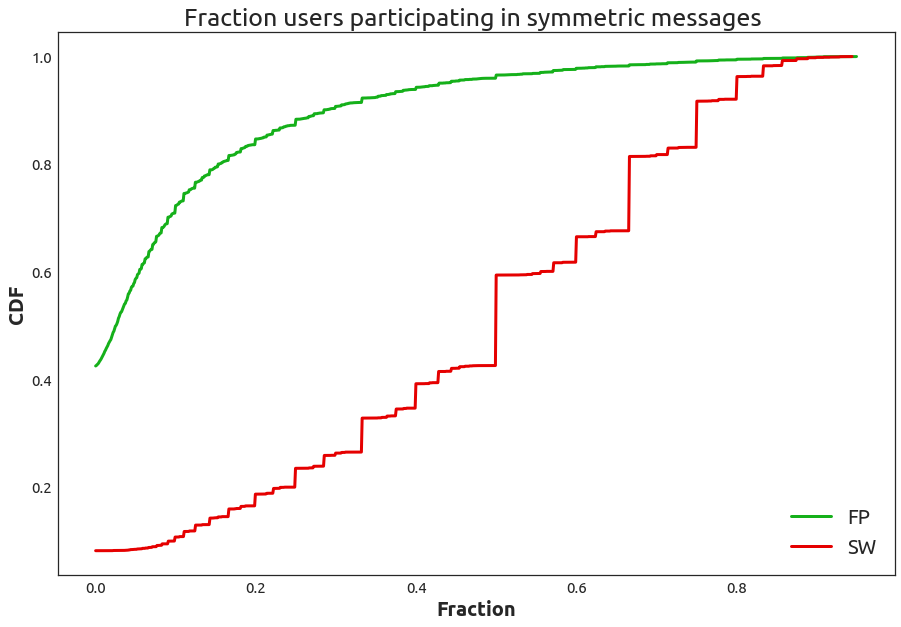 Fraction users participating in symmetric messages
1.0
0.8
0.6
0.4
0.2
CDF
FP
SW
0.0 0.2 0.4 0.6 0.8
Fraction